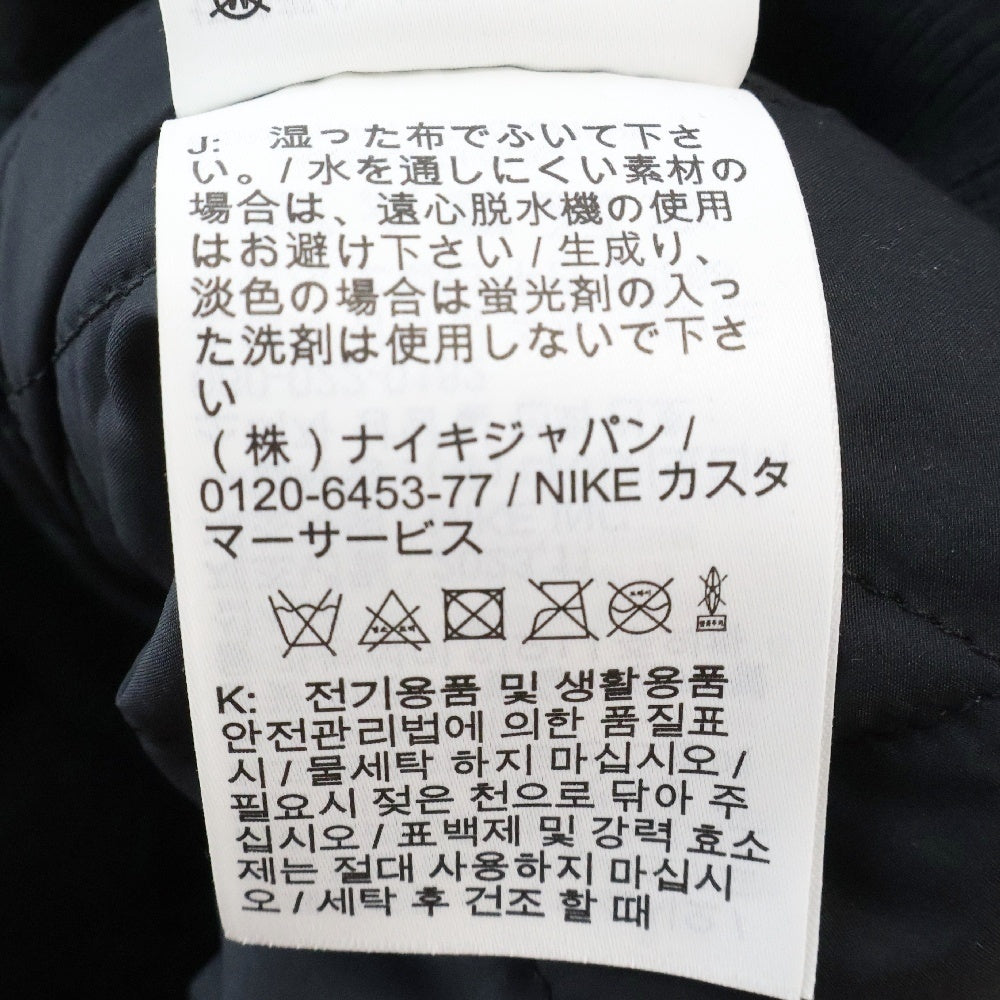 J: 湿った布でふいて下さ
い。/ 水を通しにくい素材の
場合は、遠心脱水機の使用
はお避け下さい / 生成り、
淡色の場合は蛍光剤の入っ
た洗剤は使用しないで下さ
い
(株) ナイキジャパン /
0120-6453-77 / NIKE カスタ
マーサービス
K: 전기용품 및 생활용품
안전관리법에 의한 품질표
시 / 물세탁 하지 마십시오 /
필요시 젖은 천으로 닦아 주
십시오 / 표백제 및 강력 효소
제는 절대 사용하지 마십시
오 / 세탁 후 건조 할 때